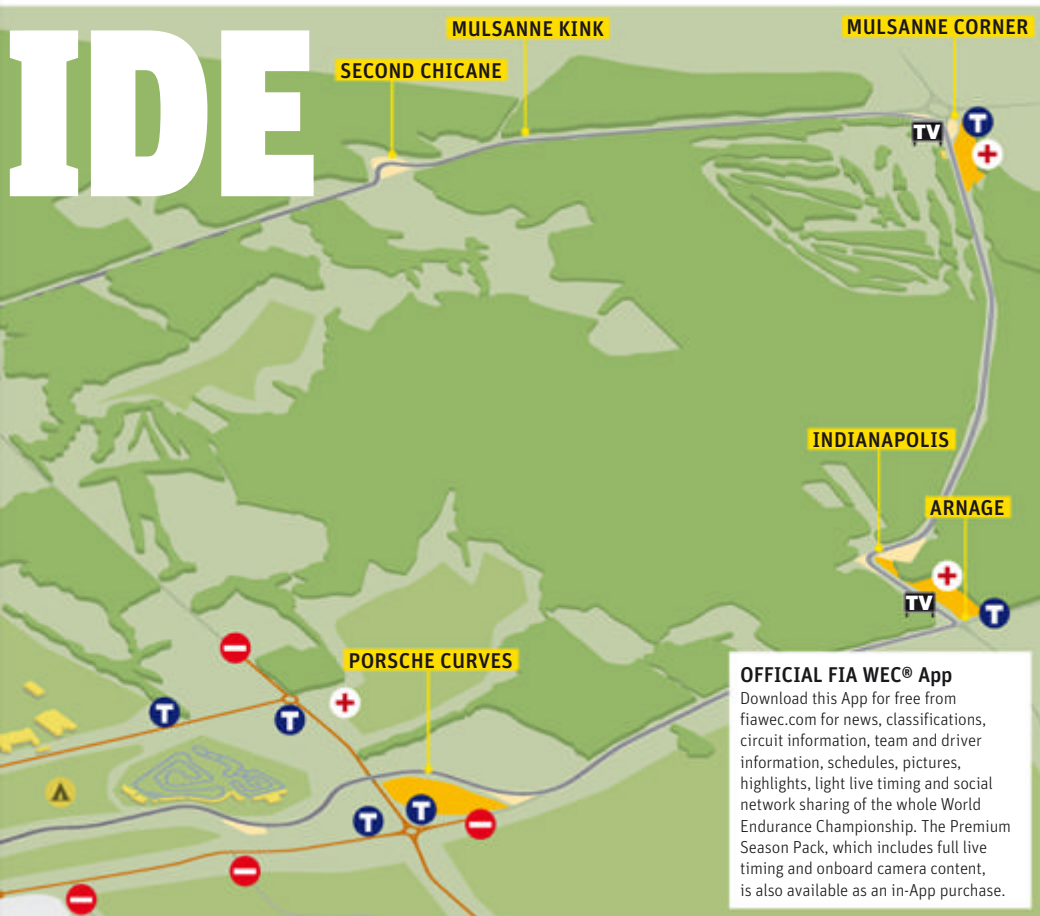 IDE
MULSANNE KINK
MULSANNE CORNER
SECOND CHICANE
TV
T
INDIANAPOLIS
ARNAGE
TV
T
PORSCHE CURVES
T
T
T
T
OFFICIAL FIA WEC® App
Download this App for free from
fiawec.com for news, classifications,
circuit information, team and driver
information, schedules, pictures,
highlights, light live timing and social
network sharing of the whole World
Endurance Championship. The Premium
Season Pack, which includes full live
timing and onboard camera content,
is also available as an in-App purchase.